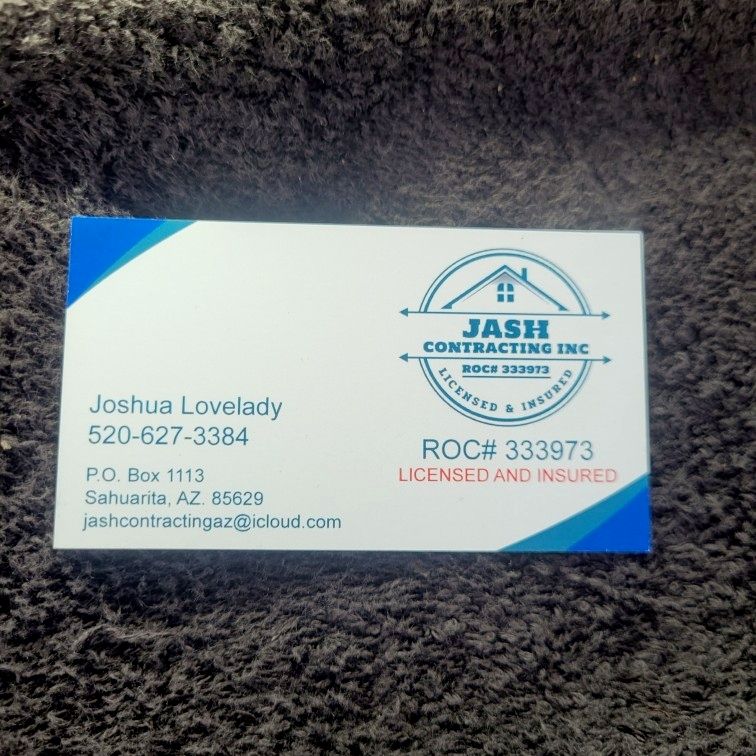 JASH
CONTRACTING INC
ROC# 333973
LICENSED & INSURED
Joshua Lovelady
520-627-3384
P.O. Box 1113
Sahuarita, AZ. 85629
jashcontractingaz@icloud.com
ROC# 333973
LICENSED AND INSURED